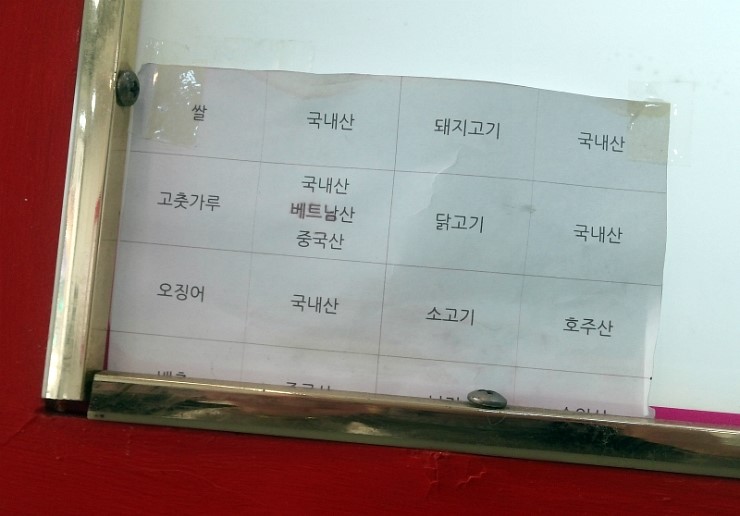 쌀 국내산 돼지고기 국내산
국내산
고춧가루 베트남산 닭고기 국내산
중국산
오징어 국내산 소고기 호주산